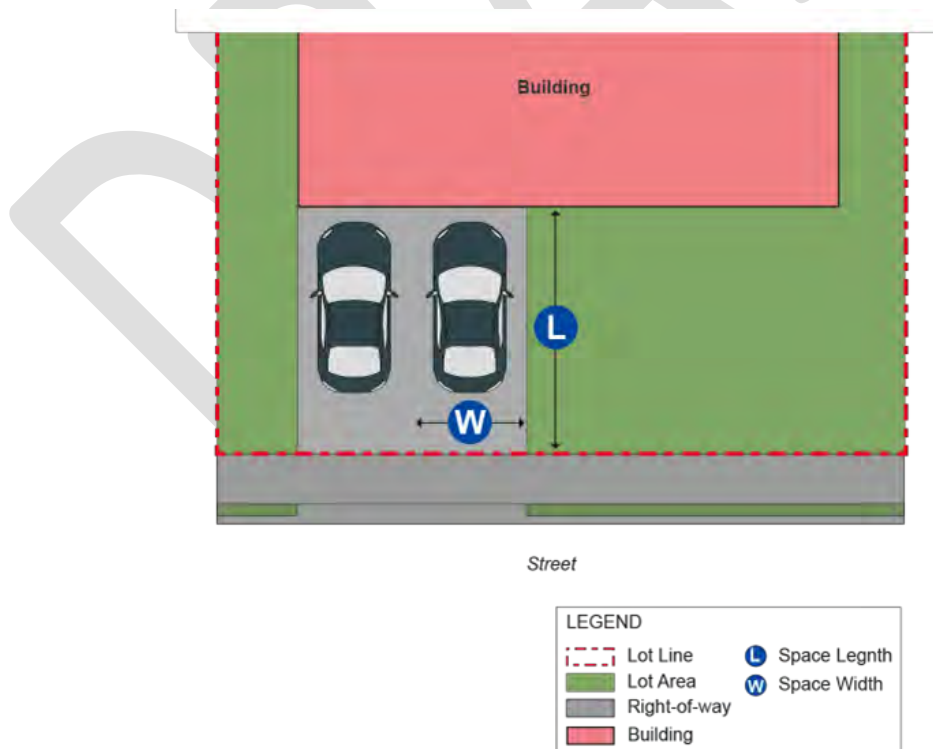 Building
L
W
Street
LEGEND
Lot Line
L Space Legnth
Lot Area
W Space Width
Right-of-way
Building